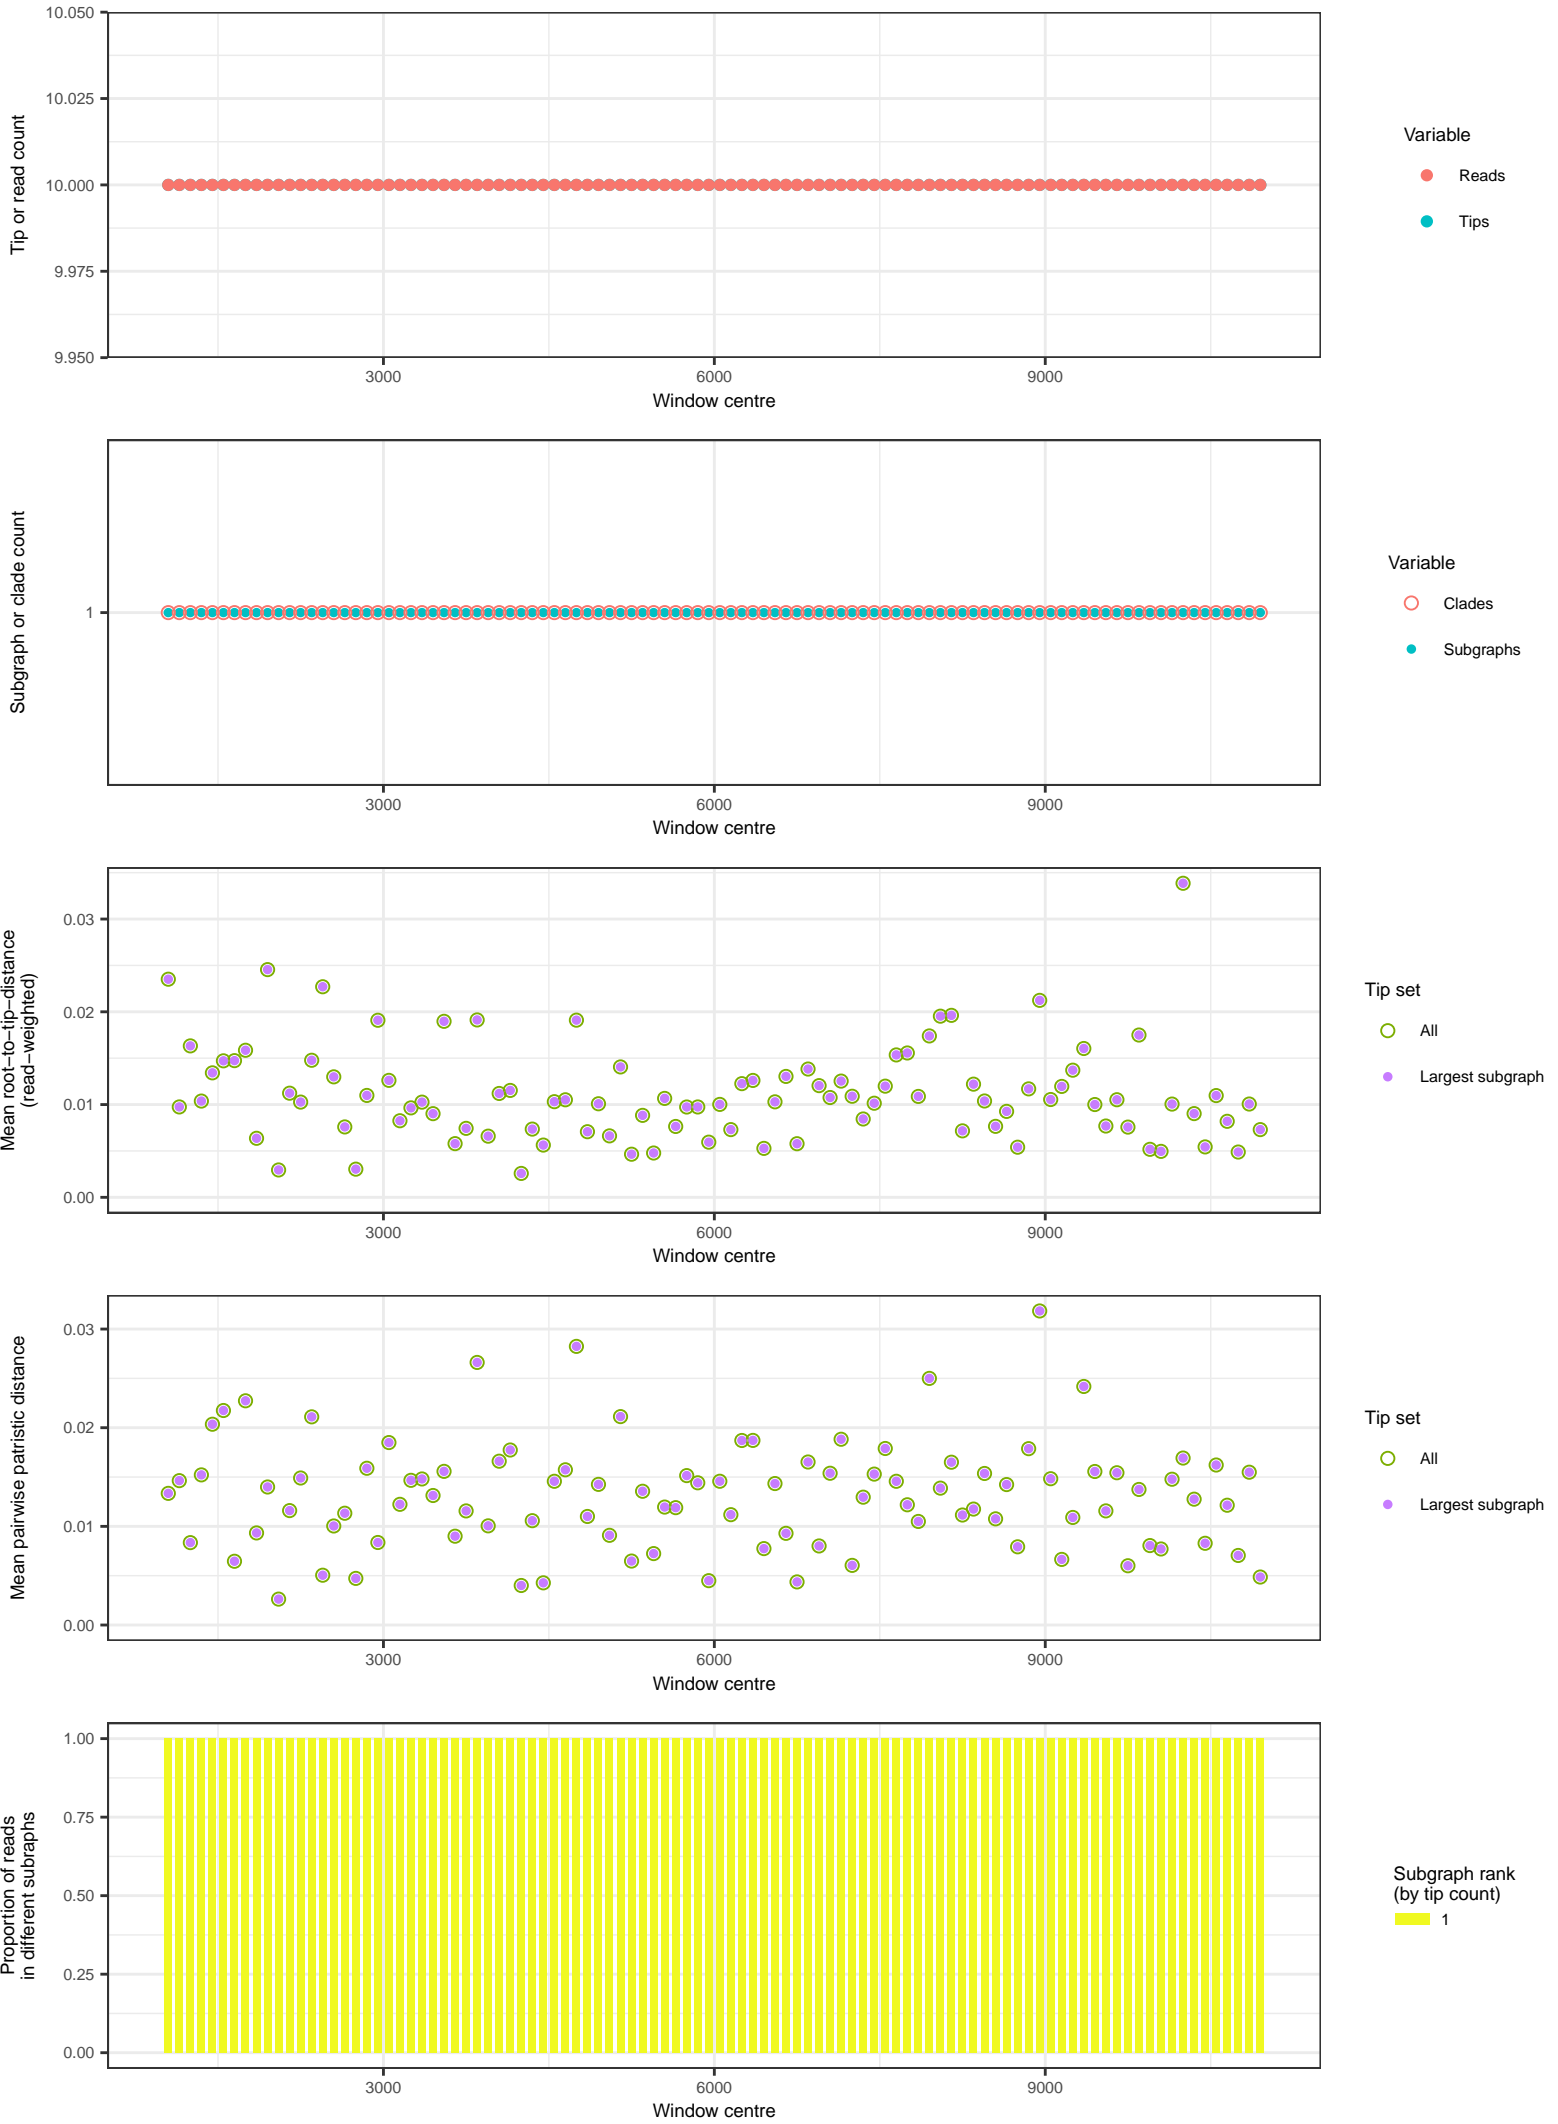 10.050
10.025
10.000
9.975
9.950
Tip or read count
3000
6000
9000
Window centre
Variable
Reads
Tips
1
Subgraph or clade count
3000
6000
9000
Window centre
Variable
Clades
Subgraphs
0.03
0.02
0.01
0.00
Mean root−to−tip−distance
(read−weighted)
3000
6000
9000
Window centre
Tip set
All
Largest subgraph
0.03
0.02
0.01
0.00
Mean pairwise patristic distance
3000
6000
9000
Window centre
Tip set
All
Largest subgraph
1.00
0.75
0.50
0.25
0.00
Proportion of reads
in different subraphs
3000
6000
9000
Window centre
Subgraph rank
(by tip count)
1